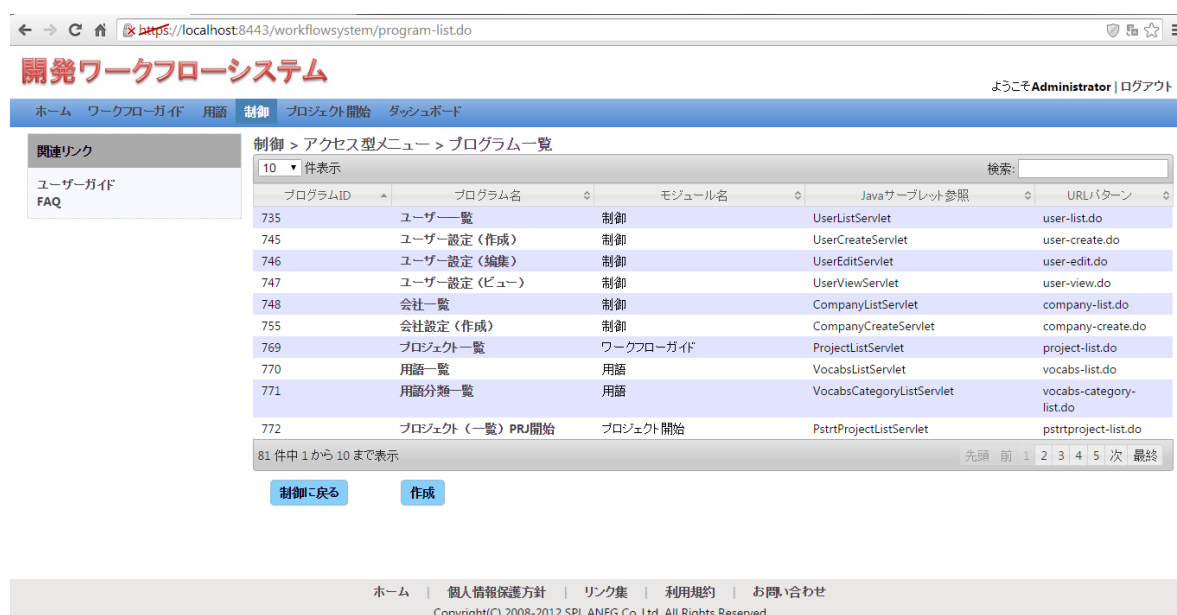 https://localhost:8443/workflowsystem/program-list.do
開発ワークフローシステム
ようこそAdministrator | ログアウト
ホーム ワークフローガイド 用語 制御 プロジェクト開始 ダッシュボード
関連リンク
ユーザーガイド
FAQ
制御 > アクセス型メニュー > プログラム一覧
10 件表示 検索:
プログラムID プログラム名 モジュール名 Javaサーブレット参照 URLパターン
735 ユーザー一覧 制御 UserListServlet user-list.do
745 ユーザー設定（作成） 制御 UserCreateServlet user-create.do
746 ユーザー設定（編集） 制御 UserEditServlet user-edit.do
747 ユーザー設定（ビュー） 制御 UserViewServlet user-view.do
748 会社一覧 制御 CompanyListServlet company-list.do
755 会社設定（作成） 制御 CompanyCreateServlet company-create.do
769 プロジェクト一覧 ワークフローガイド ProjectListServlet project-list.do
770 用語一覧 用語 VocabsListServlet vocabs-list.do
771 用語分類一覧 用語 VocabsCategoryListServlet vocabs-category-
list.do
772 プロジェクト（一覧）PRJ開始 プロジェクト開始 PstrtProjectListServlet pstrtproject-list.do
81 件中 1 から 10 まで表示 先頭 前 1 2 3 4 5 次 最終
制御に戻る 作成
ホーム | 個人情報保護方針 | リンク集 | 利用規約 | お問い合わせ
Copyright(C) 2008-2012 SPLANEG Co. Ltd. All Rights Reserved